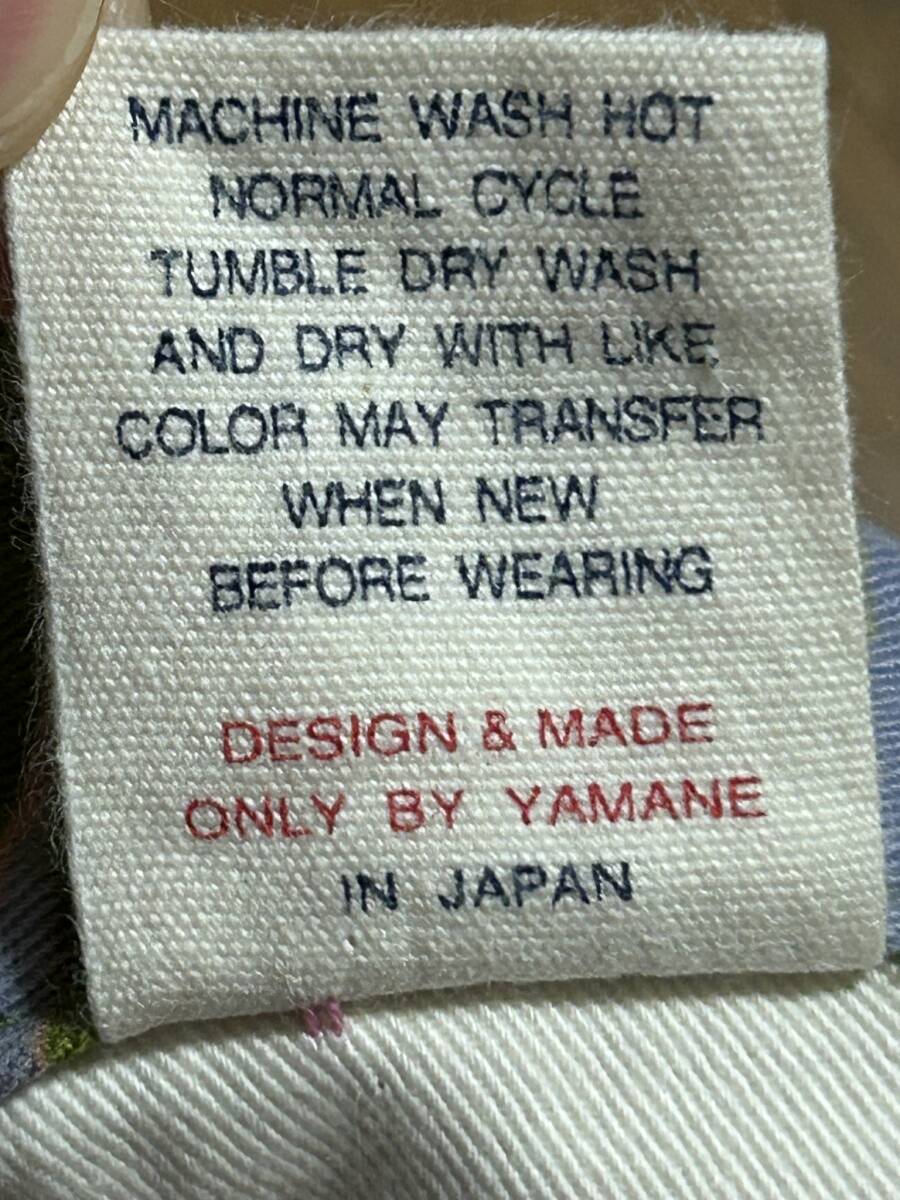 MACHINE WASH HOT
NORMAL CYCLE
TUMBLE DRY WASH
AND DRY WITH LIKE
COLOR MAY TRANSFER
WHEN NEW
BEFORE WEARING
DESIGN & MADE
ONLY BY YAMANE
IN JAPAN